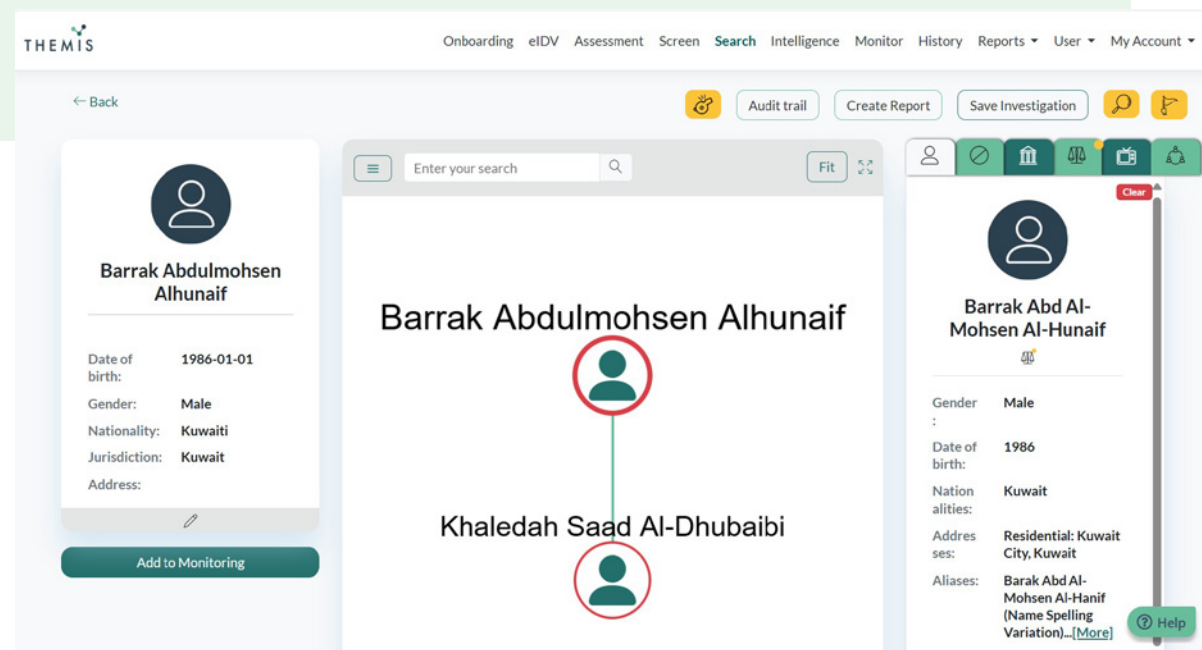 THEMIS
Onboarding eIDV Assessment Screen Search Intelligence Monitor History Reports User My Account
← Back
Audit trail
Create Report
Save Investigation
Barrak Abdulmohsen
Alhunaif
Date of
birth:
1986-01-01
Gender: Male
Nationality: Kuwaiti
Jurisdiction: Kuwait
Address:
Add to Monitoring
Enter your search
Fit
Barrak Abdulmohsen Alhunaif
Khaledah Saad Al-Dhubaibi
Clear
Barrak Abd Al-
Mohsen Al-Hunaif
Gender
:
Male
Date of
birth:
1986
Nation
alities:
Kuwait
Addres
ses:
Residential: Kuwait
City, Kuwait
Aliases:
Barak Abd Al-
Mohsen Al-Hanif
(Name Spelling
Variation)...[More]
Help